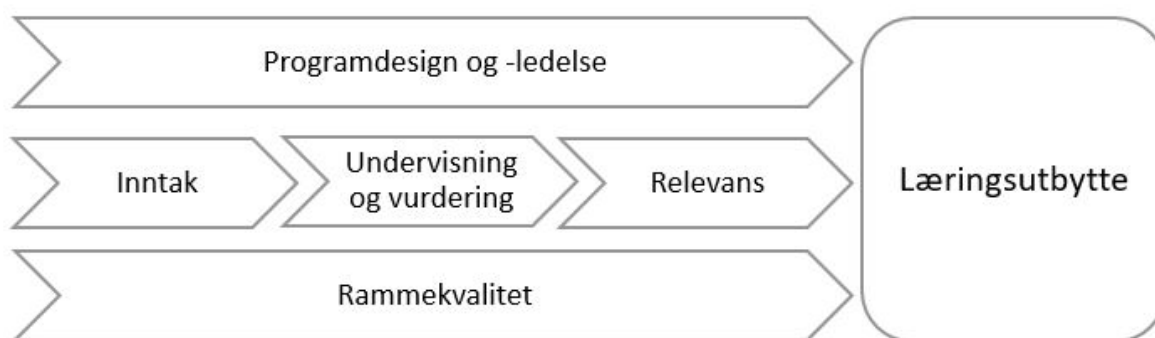 Programdesign og -ledelse
Inntak
Undervisning
og vurdering
Relevans
Læringsutbytte
Rammekvalitet